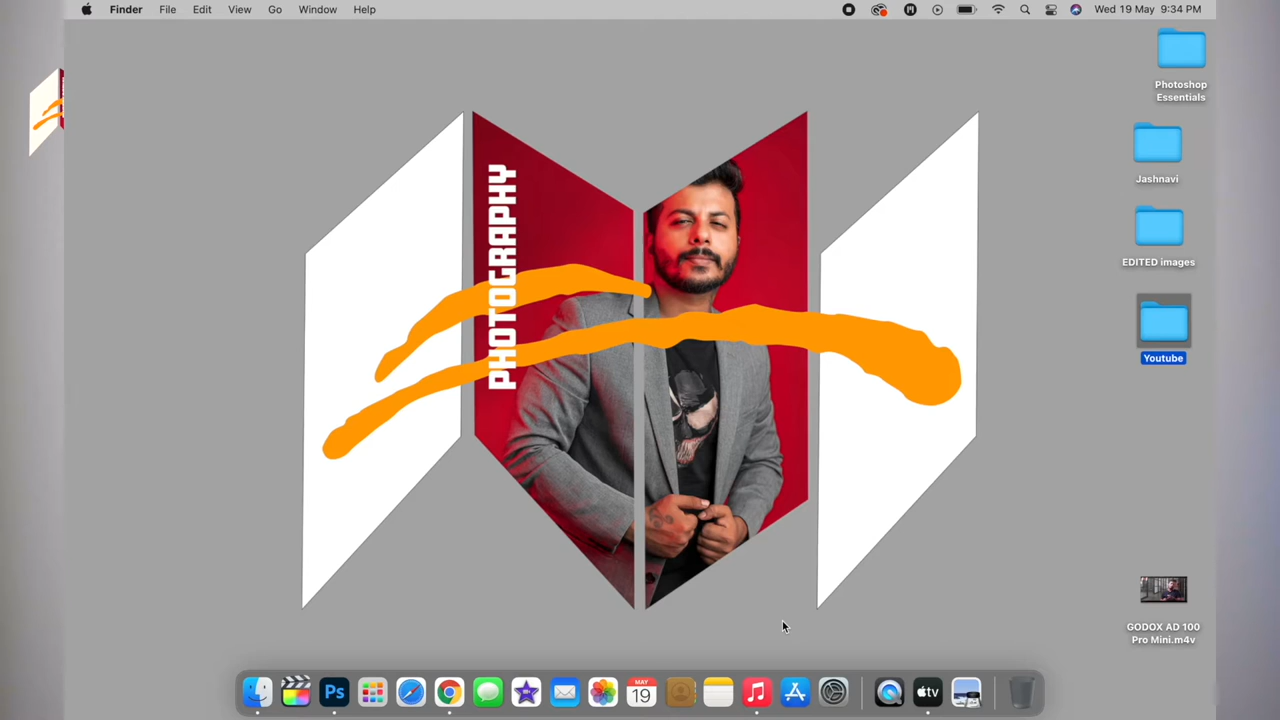 Finder File Edit View Go Window Help
Wed 19 May 9:34 PM
Photoshop
Essentials
Jashnavi
EDITED images
Youtube
PHOTOGRAPHY
GODOX AD 100
Pro Mini.m4v
Ps
MAY
19
tv